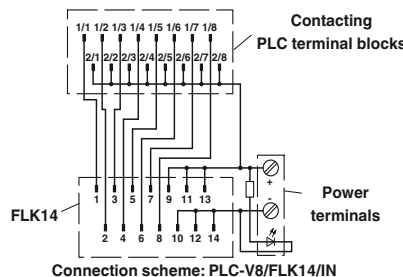 Contacting
PLC terminal blocks
1/1 1/2 1/3 1/4 1/5 1/6 1/7 1/8
2/1 2/2 2/3 2/4 2/5 2/6 2/7 2/8
+
-
1 3 5 7 9 11 13
Power
terminals
FLK14
2 4 6 8 10 12 14
Connection scheme: PLC-V8/FLK14/IN